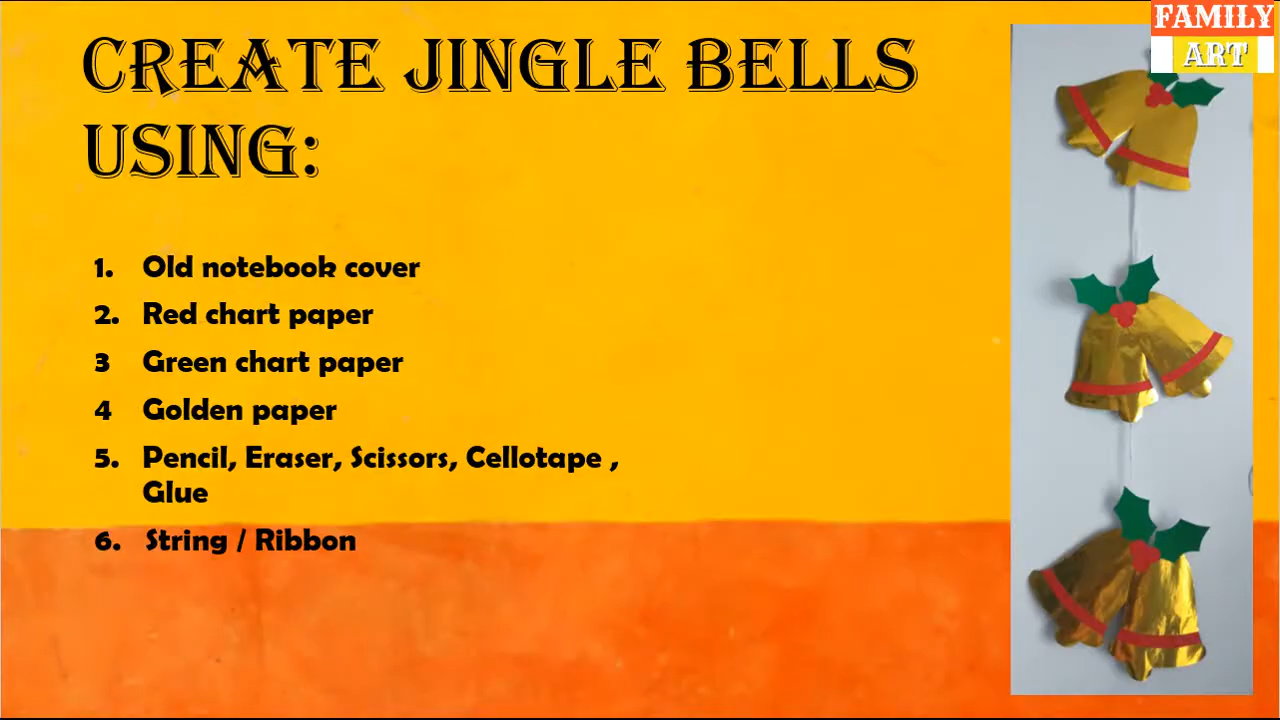 CREATE JINGLE BELLS
USING:
1. Old notebook cover
2. Red chart paper
3 Green chart paper
4 Golden paper
5. Pencil, Eraser, Scissors, Cellotape ,
Glue
6. String / Ribbon
FAMILY
ART